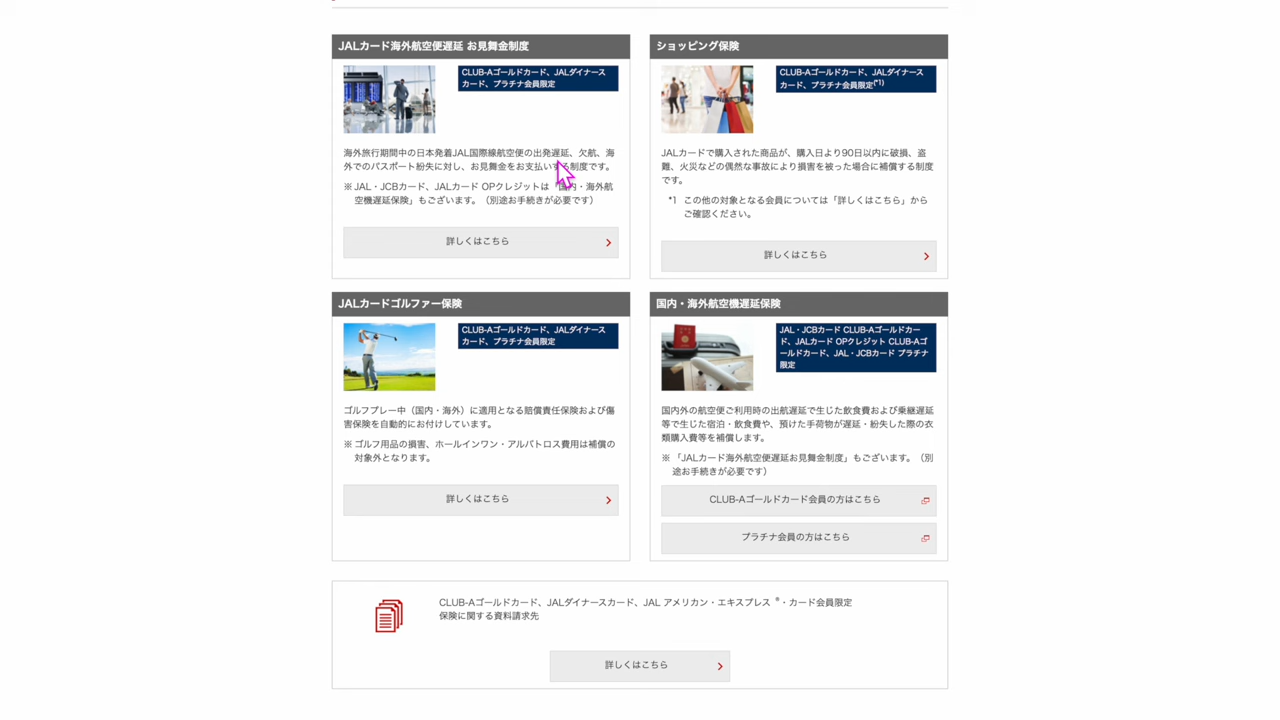 JALカード海外航空便遅延 お見舞金制度
CLUB-Aゴールドカード、JALダイナース
カード、プラチナ会員限定
海外旅行期間中の日本発着JAL国際線航空便の出発遅延、欠航、海
外でのパスポート紛失に対し、お見舞金をお支払いする制度です。
※ JAL・JCBカード、JALカード OPクレジットは「国内・海外航
空機遅延保険」もございます。（別途お手続きが必要です）
詳しくはこちら
ショッピング保険
CLUB-Aゴールドカード、JALダイナース
カード、プラチナ会員限定(*1)
JALカードで購入された商品が、購入日より90日以内に破損、盗
難、火災などの偶然な事故により損害を被った場合に補償する制度
です。
*1 この他の対象となる会員については「詳しくはこちら」から
ご確認ください。
詳しくはこちら
JALカードゴルファー保険
CLUB-Aゴールドカード、JALダイナース
カード、プラチナ会員限定
ゴルフプレー中（国内・海外）に適用となる賠償責任保険および傷
害保険を自動的にお付けしています。
※ ゴルフ用品の損害、ホールインワン・アルバトロス費用は補償の
対象外となります。
詳しくはこちら
国内・海外航空機遅延保険
JAL・JCBカード CLUB-Aゴールドカー
ド、JALカード OPクレジット CLUB-Aゴ
ールドカード、JAL・JCBカード プラチナ
限定
国内外の航空便ご利用時の出航遅延で生じた飲食費および乗継遅延
等で生じた宿泊・飲食費や、預けた手荷物が遅延・紛失した際の衣
類購入費等を補償します。
※ 「JALカード海外航空便遅延お見舞金制度」もございます。（別
途お手続きが必要です）
CLUB-Aゴールドカード会員の方はこちら
プラチナ会員の方はこちら
CLUB-Aゴールドカード、JALダイナースカード、JAL アメリカン・エキスプレス ®・カード会員限定
保険に関する資料請求先
詳しくはこちら